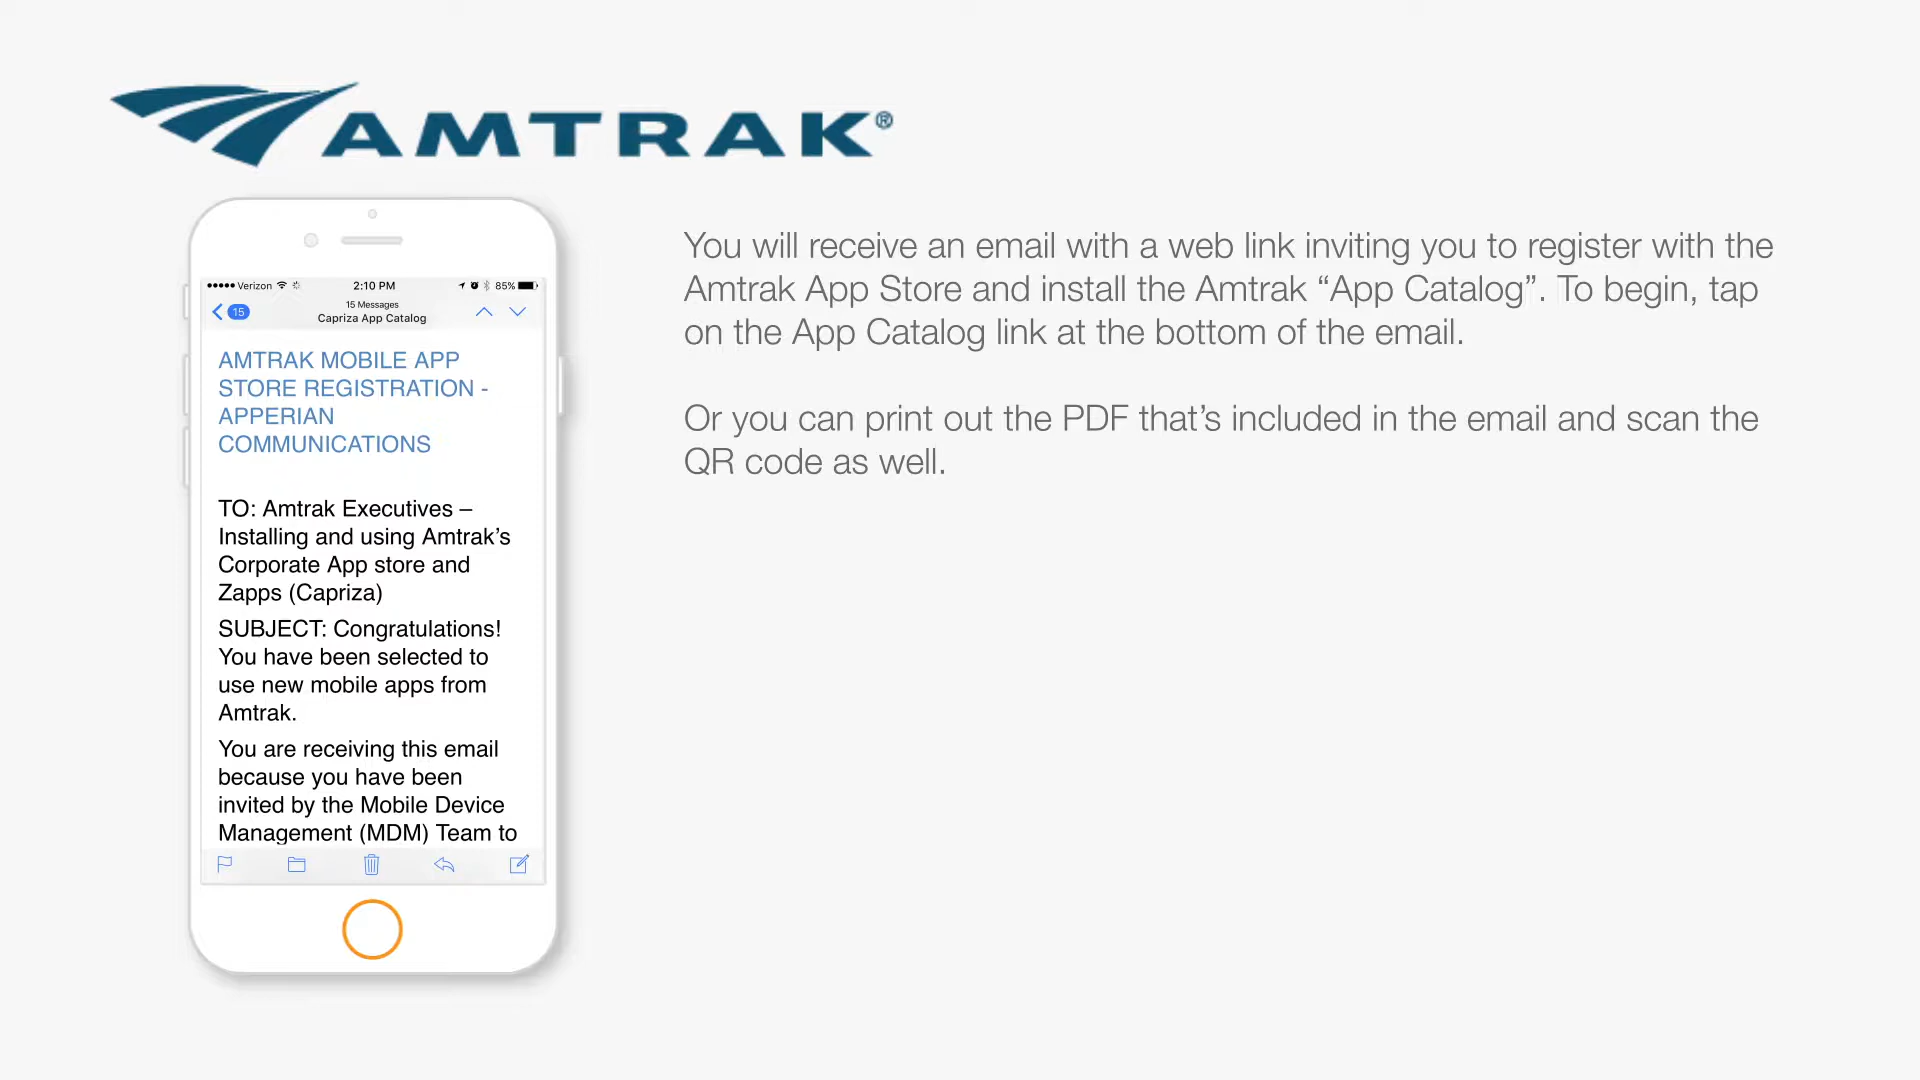 AMTRAK®
Verizon 2:10 PM 85%
15 15 Messages
Capriza App Catalog
AMTRAK MOBILE APP
STORE REGISTRATION -
APPERIAN
COMMUNICATIONS
TO: Amtrak Executives –
Installing and using Amtrak’s
Corporate App store and
Zapps (Capriza)
SUBJECT: Congratulations!
You have been selected to
use new mobile apps from
Amtrak.
You are receiving this email
because you have been
invited by the Mobile Device
Management (MDM) Team to
You will receive an email with a web link inviting you to register with the
Amtrak App Store and install the Amtrak “App Catalog”. To begin, tap
on the App Catalog link at the bottom of the email.
Or you can print out the PDF that’s included in the email and scan the
QR code as well.